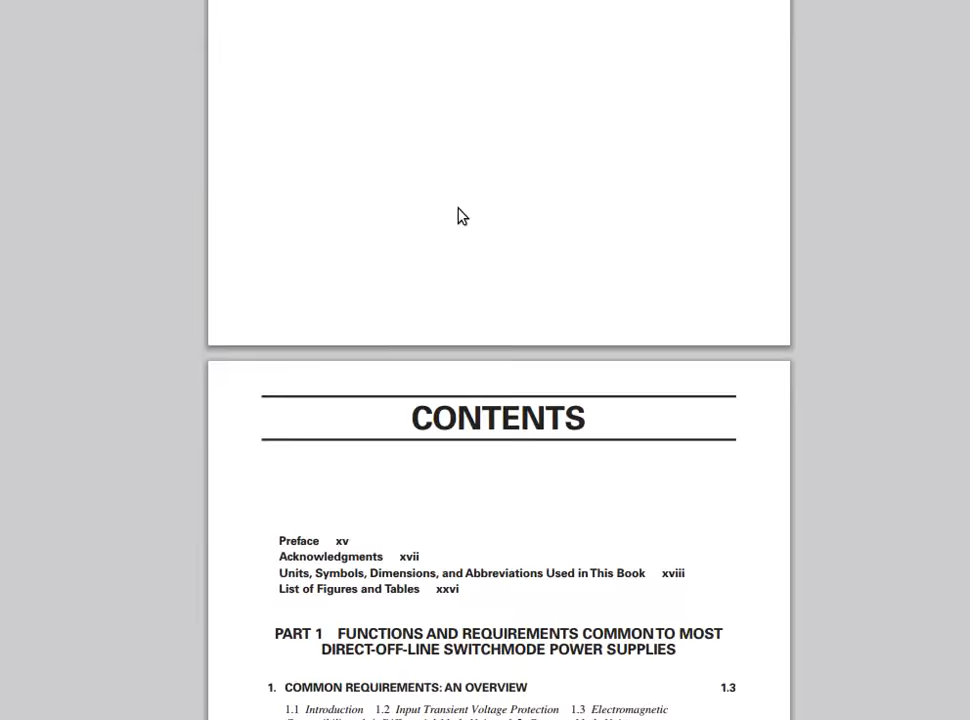 CONTENTS
Preface xv
Acknowledgments xvii
Units, Symbols, Dimensions, and Abbreviations Used in This Book xviii
List of Figures and Tables xxvi
PART 1 FUNCTIONS AND REQUIREMENTS COMMON TO MOST
DIRECT-OFF-LINE SWITCHMODE POWER SUPPLIES
1. COMMON REQUIREMENTS: AN OVERVIEW 1.3
1.1 Introduction 1.2 Input Transient Voltage Protection 1.3 Electromagnetic